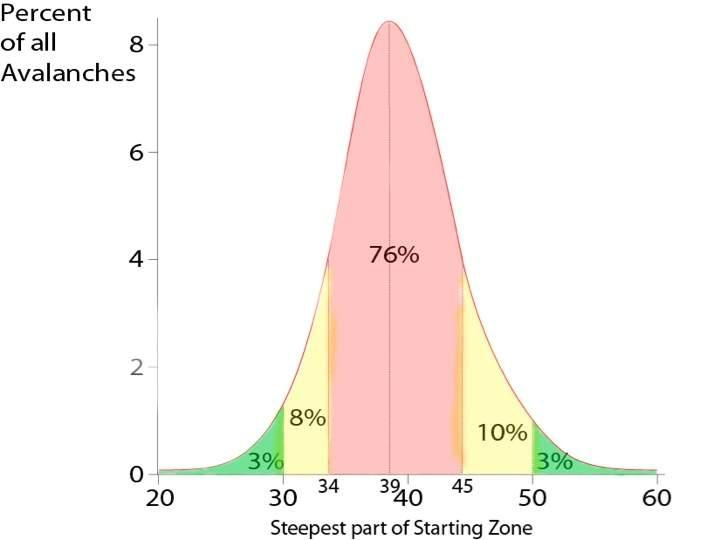 Percent
of all
Avalanches
8
6
4
2
0
76%
8%
10%
3%
3%
20 30 34 39 40 45 50 60
Steepest part of Starting Zone